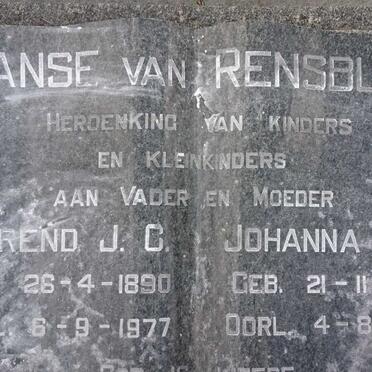 ANSE VAN RENSBU
HERDENKING VAN KINDERS
EN KLEINKINDERS
AAN VADER EN MOEDER
REND J. C. JOHANNA
26-4-1890 GEB. 21-11
6-9-1977 OORL. 4-8